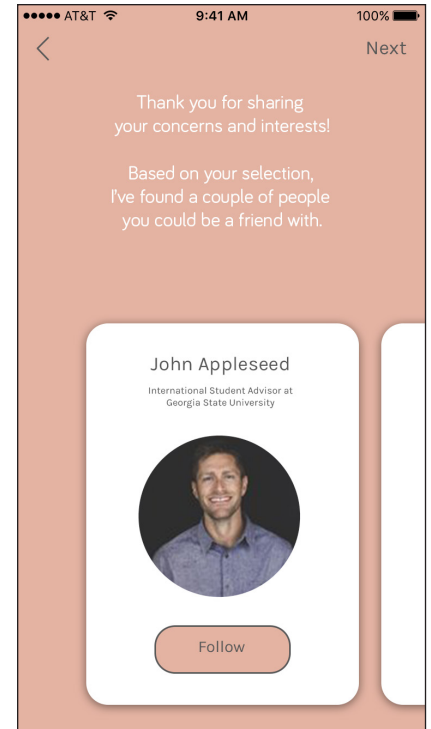 AT&T 9:41 AM 100%
Next
Thank you for sharing
your concerns and interests!
Based on your selection,
I've found a couple of people
you could be a friend with.
John Appleseed
International Student Advisor at
Georgia State University
Follow